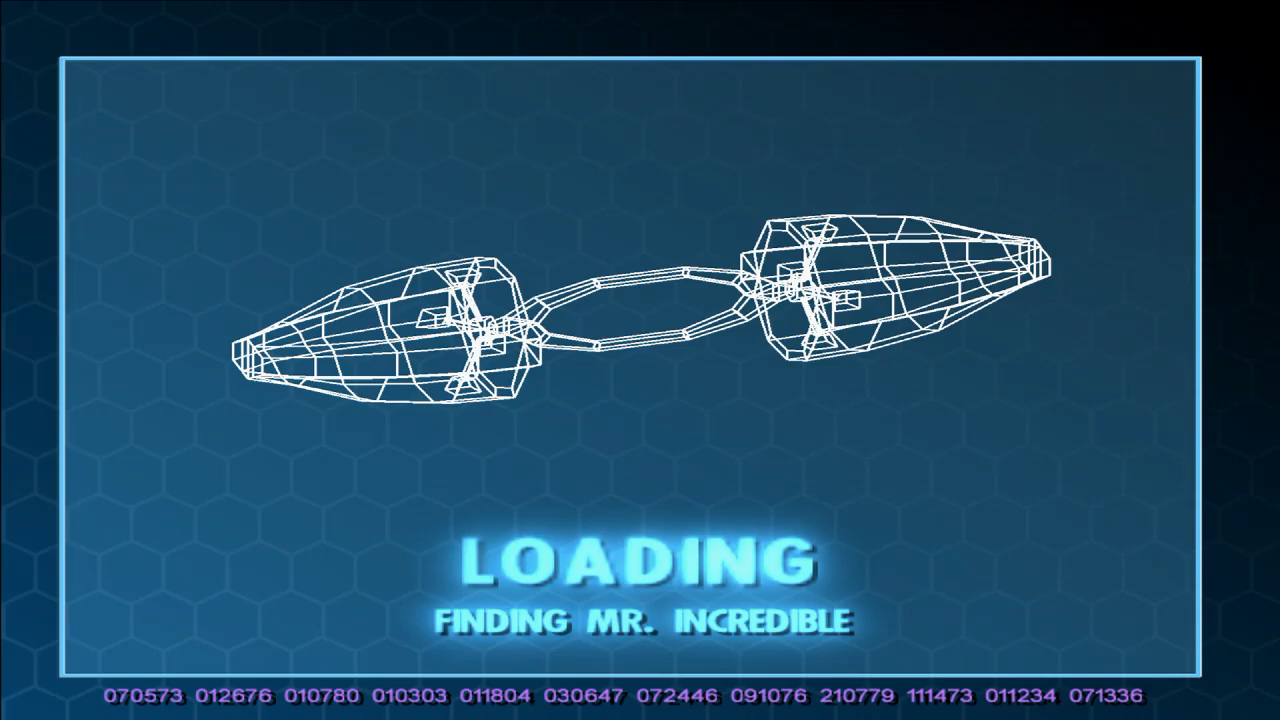 LOADING
FINDING MR. INCREDIBLE
070573 012676 010780 010303 011804 030647 072446 091076 210779 111473 011234 071336